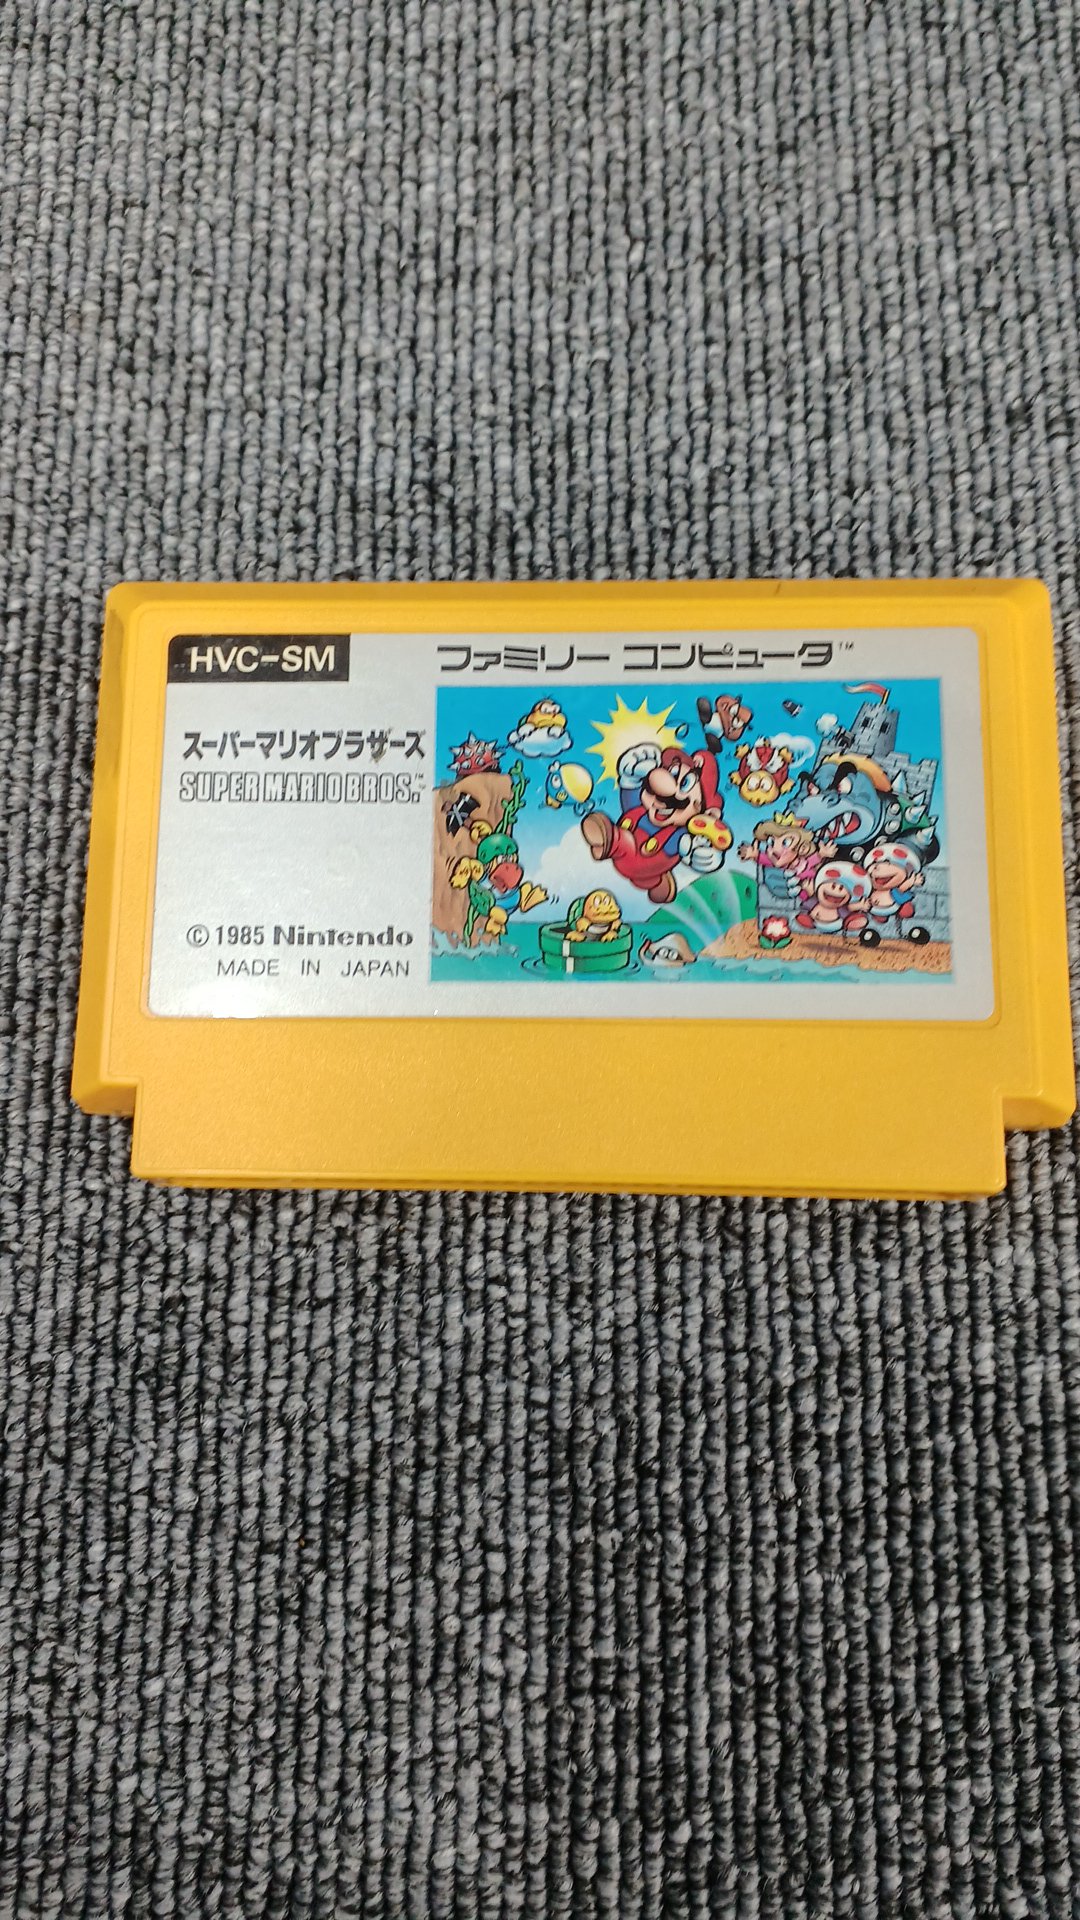 HVC-SM
ファミリー コンピュータ™
スーパーマリオブラザーズ
SUPER MARIO BROS.™
© 1985 Nintendo
MADE IN JAPAN